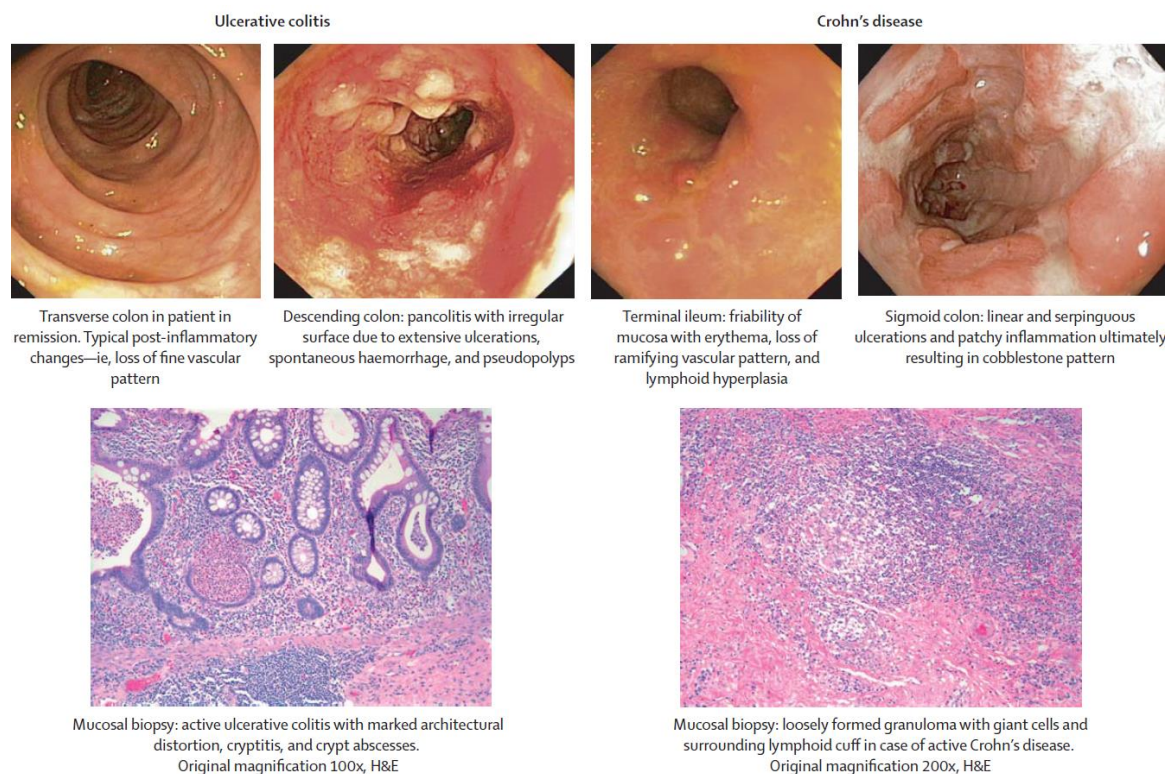 Ulcerative colitis
Crohn's disease
Transverse colon in patient in
remission. Typical post-inflammatory
changes—ie, loss of fine vascular
pattern
Descending colon: pancolitis with irregular
surface due to extensive ulcerations,
spontaneous haemorrhage, and pseudopolyps
Terminal ileum: friability of
mucosa with erythema, loss of
ramifying vascular pattern, and
lymphoid hyperplasia
Sigmoid colon: linear and serpinguous
ulcerations and patchy inflammation ultimately
resulting in cobblestone pattern
Mucosal biopsy: active ulcerative colitis with marked architectural
distortion, cryptitis, and crypt abscesses.
Original magnification 100x, H&E
Mucosal biopsy: loosely formed granuloma with giant cells and
surrounding lymphoid cuff in case of active Crohn's disease.
Original magnification 200x, H&E